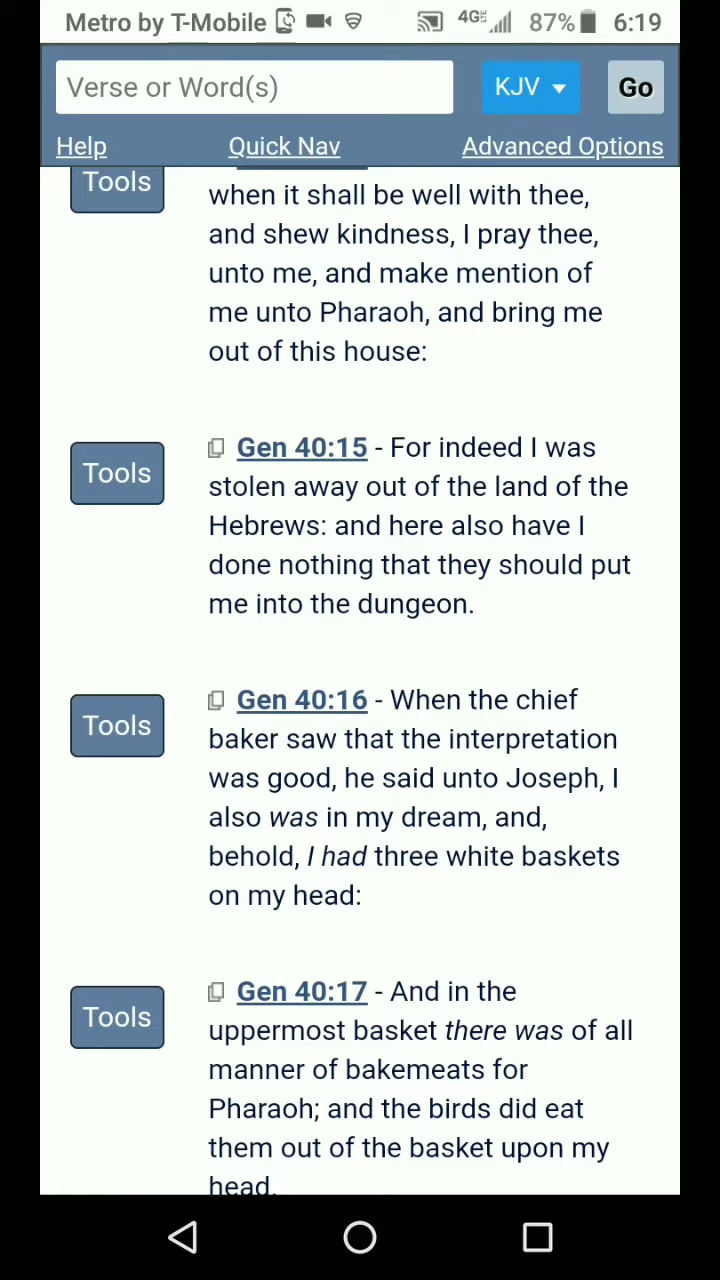 Metro by T-Mobile 4G 87% 6:19
Verse or Word(s) KJV Go
Help Quick Nav Advanced Options
Tools
when it shall be well with thee,
and shew kindness, I pray thee,
unto me, and make mention of
me unto Pharaoh, and bring me
out of this house:
Tools
Gen 40:15 - For indeed I was
stolen away out of the land of the
Hebrews: and here also have I
done nothing that they should put
me into the dungeon.
Tools
Gen 40:16 - When the chief
baker saw that the interpretation
was good, he said unto Joseph, I
also was in my dream, and,
behold, I had three white baskets
on my head:
Tools
Gen 40:17 - And in the
uppermost basket there was of all
manner of bakemeats for
Pharaoh; and the birds did eat
them out of the basket upon my
head.